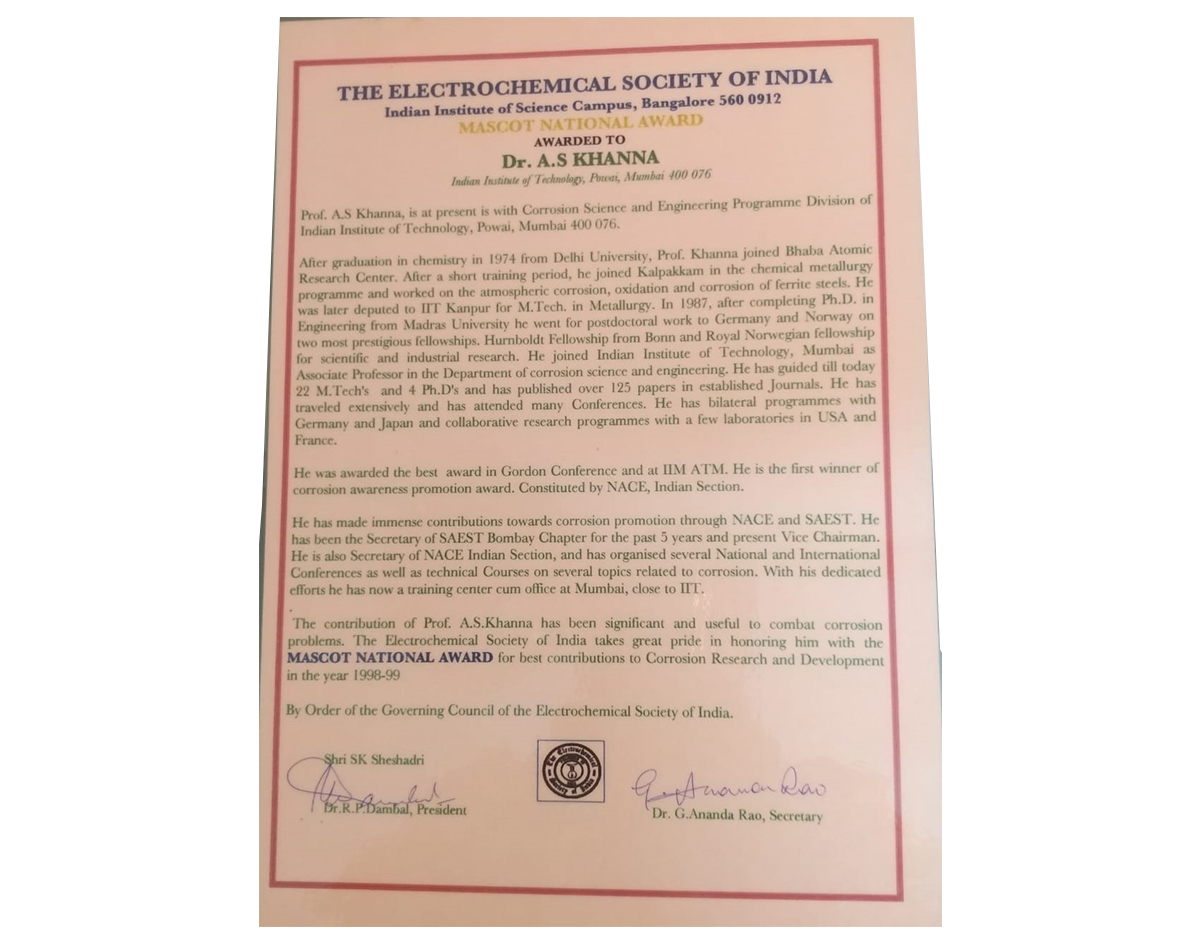 THE ELECTROCHEMICAL SOCIETY OF INDIA
Indian Institute of Science Campus, Bangalore 560 0912
MASCOT NATIONAL AWARD
AWARDED TO
Dr. A.S KHANNA
Indian Institute of Technology, Powai, Mumbai 400 076
Prof. A.S Khanna, is at present is with Corrosion Science and Engineering Programme Division of
Indian Institute of Technology, Powai, Mumbai 400 076.
After graduation in chemistry in 1974 from Delhi University, Prof. Khanna joined Bhaba Atomic
Research Center. After a short training period, he joined Kalpakkam in the chemical metallurgy
programme and worked on the atmospheric corrosion, oxidation and corrosion of ferrite steels. He
was later deputed to IIT Kanpur for M.Tech. in Metallurgy. In 1987, after completing Ph.D. in
Engineering from Madras University he went for postdoctoral work to Germany and Norway on
two most prestigious fellowships. Hurnboldt Fellowship from Bonn and Royal Norwegian fellowship
for scientific and industrial research. He joined Indian Institute of Technology, Mumbai as
Associate Professor in the Department of corrosion science and engineering. He has guided till today
22 M.Tech's and 4 Ph.D's and has published over 125 papers in established Journals. He has
traveled extensively and has attended many Conferences. He has bilateral programmes with
Germany and Japan and collaborative research programmes with a few laboratories in USA and
France.
He was awarded the best award in Gordon Conference and at IIM ATM. He is the first winner of
corrosion awareness promotion award. Constituted by NACE, Indian Section.
He has made immense contributions towards corrosion promotion through NACE and SAEST. He
has been the Secretary of SAEST Bombay Chapter for the past 5 years and present Vice Chairman.
He is also Secretary of NACE Indian Section, and has organised several National and International
Conferences as well as technical Courses on several topics related to corrosion. With his dedicated
efforts he has now a training center cum office at Mumbai, close to IIT.
The contribution of Prof. A.S.Khanna has been significant and useful to combat corrosion
problems. The Electrochemical Society of India takes great pride in honoring him with the
MASCOT NATIONAL AWARD for best contributions to Corrosion Research and Development
in the year 1998-99
By Order of the Governing Council of the Electrochemical Society of India.
Shri SK Sheshadri
Dr.R.P.Dambal, President
The Electrochemical
Society of India
G. Ananda Rao
Dr. G.Ananda Rao, Secretary